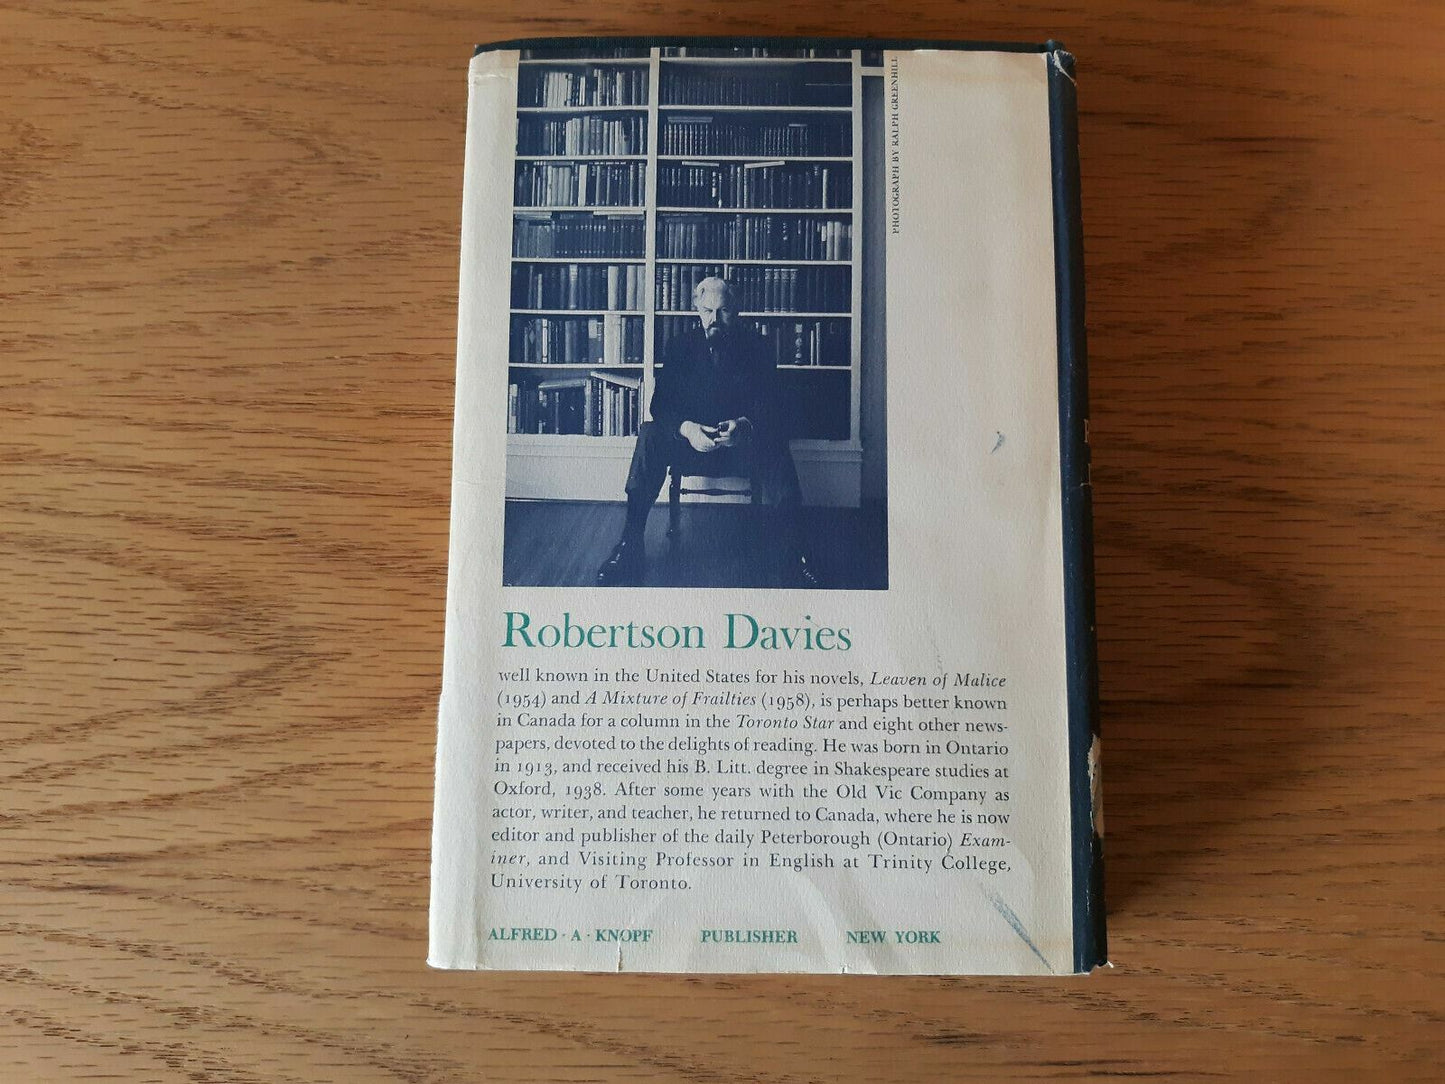 PHOTOGRAPH BY RALPH GREENHILL
Robertson Davies
well known in the United States for his novels, Leaven of Malice
(1954) and A Mixture of Frailties (1958), is perhaps better known
in Canada for a column in the Toronto Star and eight other news-
papers, devoted to the delights of reading. He was born in Ontario
in 1913, and received his B. Litt. degree in Shakespeare studies at
Oxford, 1938. After some years with the Old Vic Company as
actor, writer, and teacher, he returned to Canada, where he is now
editor and publisher of the daily Peterborough (Ontario) Exam-
iner, and Visiting Professor in English at Trinity College,
University of Toronto.
ALFRED · A · KNOPF PUBLISHER NEW YORK